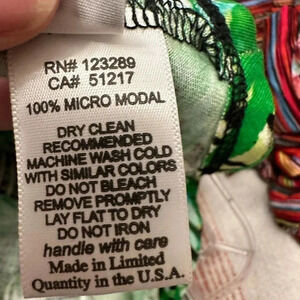 RN# 123289
CA# 51217
100% MICRO MODAL
DRY CLEAN
RECOMMENDED
MACHINE WASH COLD
WITH SIMILAR COLORS
DO NOT BLEACH
REMOVE PROMPTLY
LAY FLAT TO DRY
DO NOT IRON
handle with care
Made in Limited
Quantity in the U.S.A.